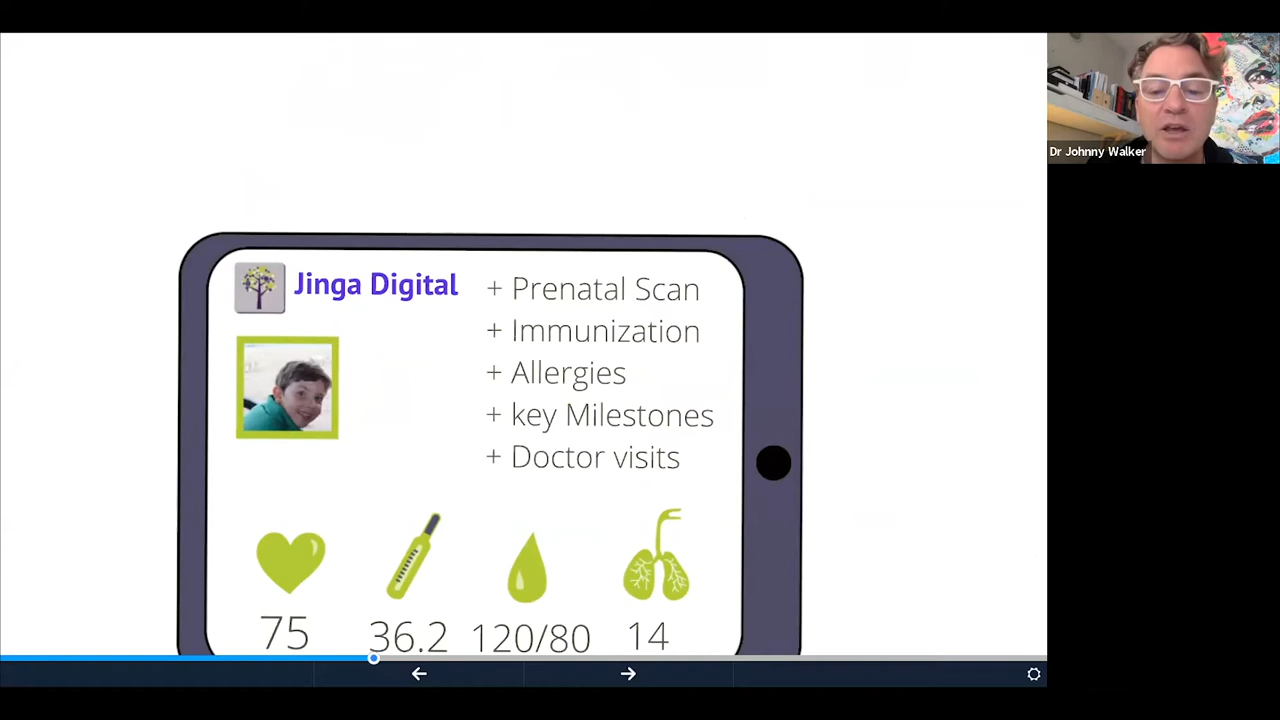 Jinga Digital
+ Prenatal Scan
+ Immunization
+ Allergies
+ key Milestones
+ Doctor visits
75
36.2
120/80
14
Dr Johnny Walker